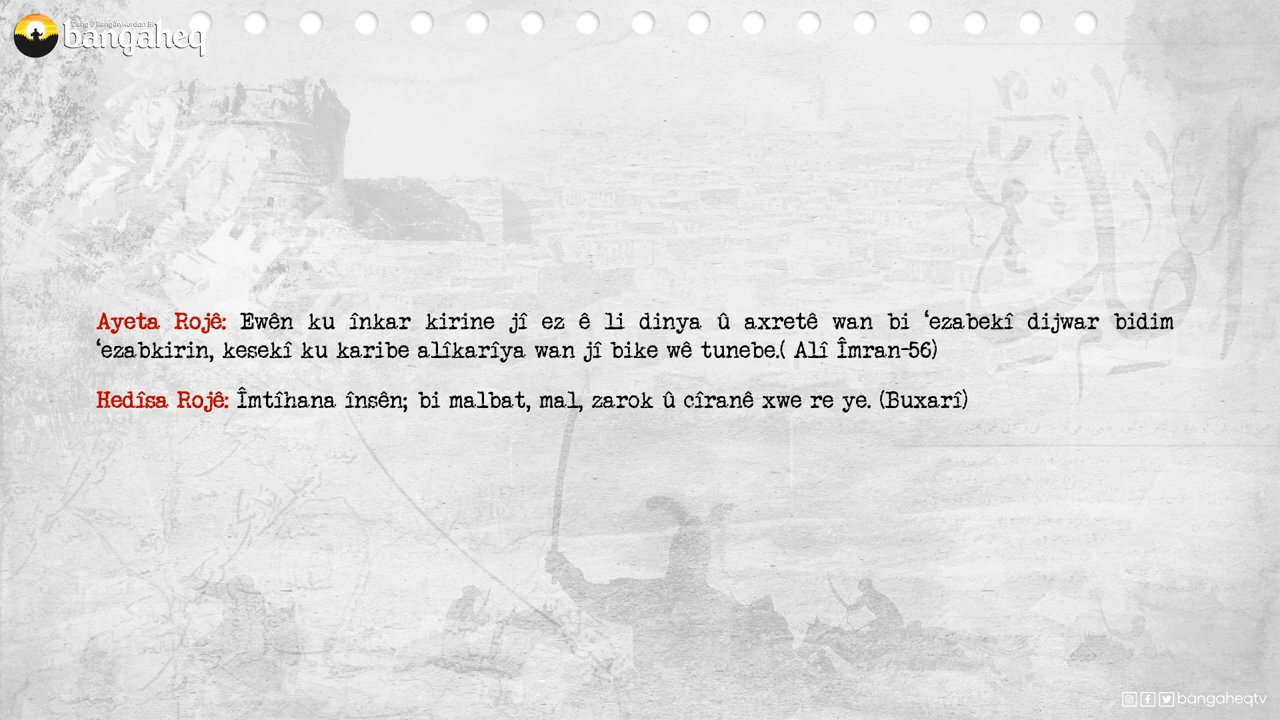 bangaheq
Ayeta Rojê: Ewên ku înkar kirine jî ez ê li dinya û axretê wan bi ‘ezabekî dijwar bidim
‘ezabkirin, kesekî ku karibe alîkarîya wan jî bike wê tunebe.( Alî Îmran-56)
Hedîsa Rojê: Îmtîhana însên; bi malbat, mal, zarok û cîranê xwe re ye. (Buxarî)
bangaheqtv